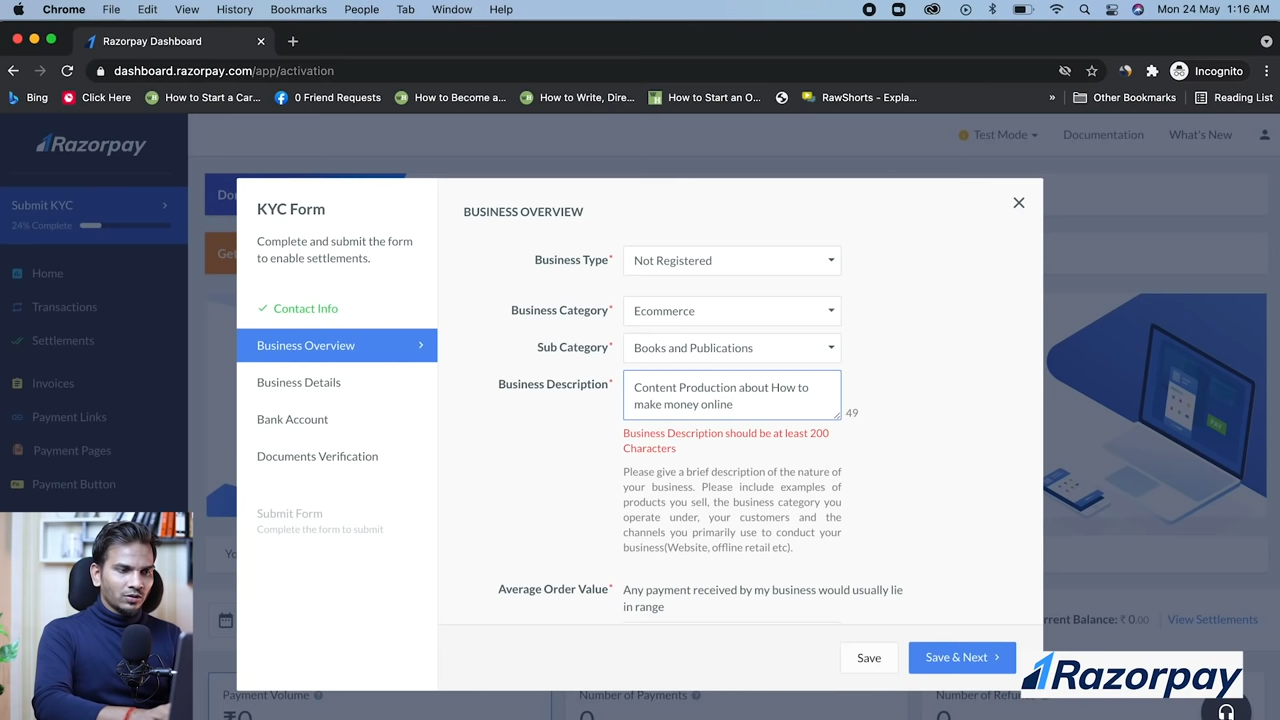 Chrome File Edit View History Bookmarks People Tab Window Help
Mon 24 May 1:16 AM
Razorpay Dashboard
dashboard.razorpay.com/app/activation
Incognito
Bing
Click Here
How to Start a Car...
0 Friend Requests
How to Become a...
How to Write, Dire...
How to Start an O...
RawShorts - Expla...
»
Other Bookmarks
Reading List
Razorpay
Test Mode
Documentation
What's New
Submit KYC
24% Complete
Home
Transactions
Settlements
Invoices
Payment Links
Payment Pages
Payment Button
KYC Form
Complete and submit the form
to enable settlements.
Contact Info
Business Overview
Business Details
Bank Account
Documents Verification
Submit Form
Complete the form to submit
BUSINESS OVERVIEW
Business Type* Not Registered
Business Category* Ecommerce
Sub Category* Books and Publications
Business Description* Content Production about How to
make money online
49
Business Description should be at least 200
Characters
Please give a brief description of the nature of
your business. Please include examples of
products you sell, the business category you
operate under, your customers and the
channels you primarily use to conduct your
business(Website, offline retail etc).
Average Order Value* Any payment received by my business would usually lie
in range
Save
Save & Next
Balance: ₹ 0.00 View Settlements
Payment Volume
₹0
Number of Payments
0
Number of
0
Razorpay